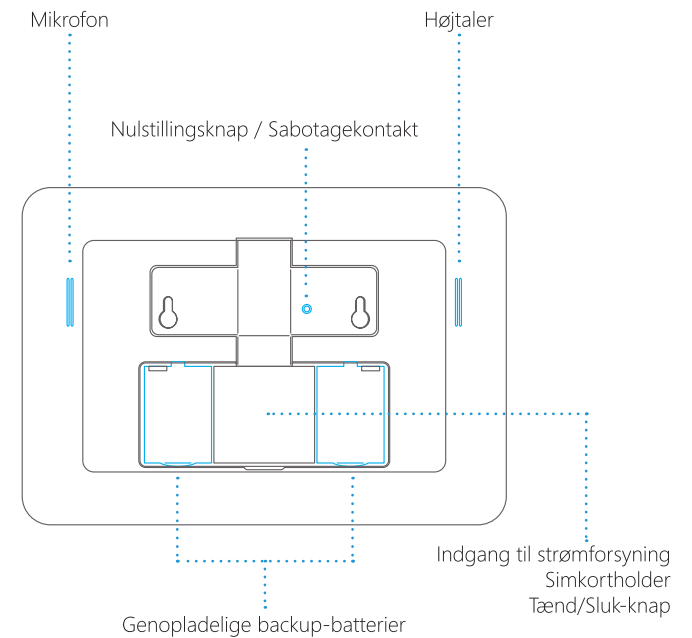 Mikrofon
Højtaler
Nulstillingsknap / Sabotagekontakt
Indgang til strømforsyning
Simkortholder
Tænd/Sluk-knap
Genopladelige backup-batterier